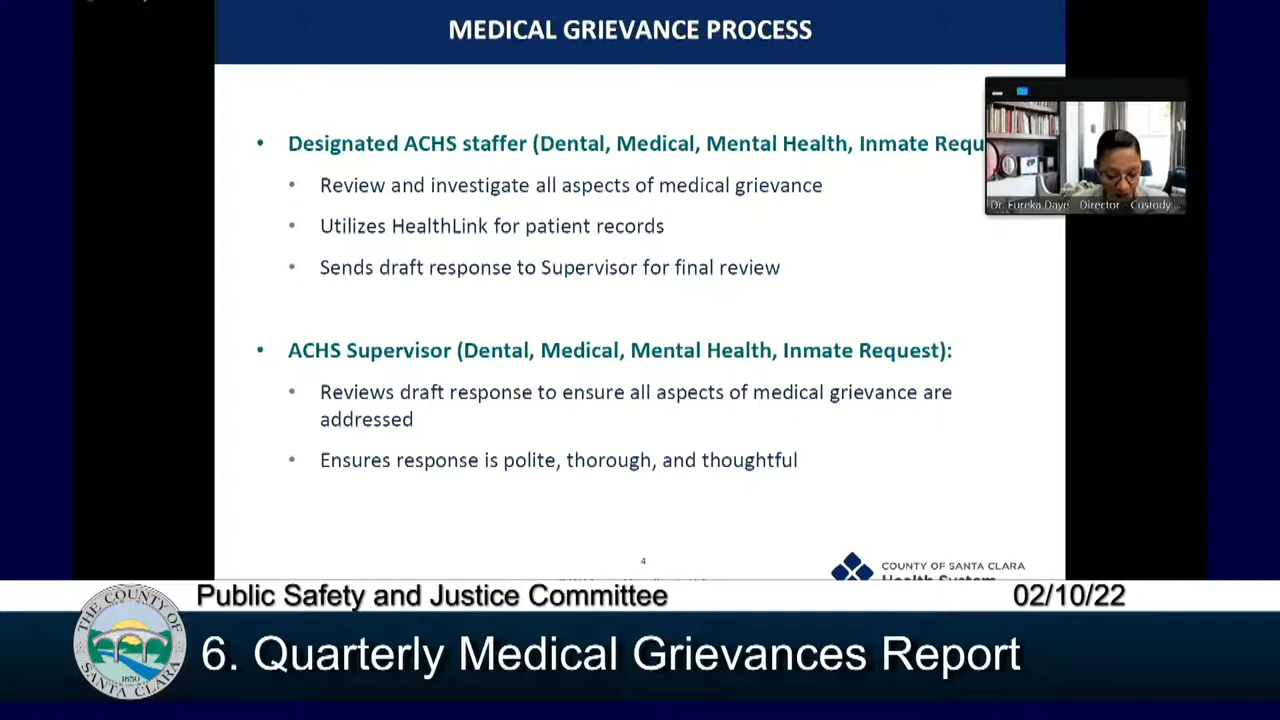 MEDICAL GRIEVANCE PROCESS
• Designated ACHS staffer (Dental, Medical, Mental Health, Inmate Requ
• Review and investigate all aspects of medical grievance
• Utilizes HealthLink for patient records
• Sends draft response to Supervisor for final review
Dr. Eureka Daye Director - Custody ...
• ACHS Supervisor (Dental, Medical, Mental Health, Inmate Request):
• Reviews draft response to ensure all aspects of medical grievance are
addressed
• Ensures response is polite, thorough, and thoughtful
4
COUNTY OF SANTA CLARA
Health System
Public Safety and Justice Committee
02/10/22
THE COUNTY OF
SANTA CLARA
1850
6. Quarterly Medical Grievances Report